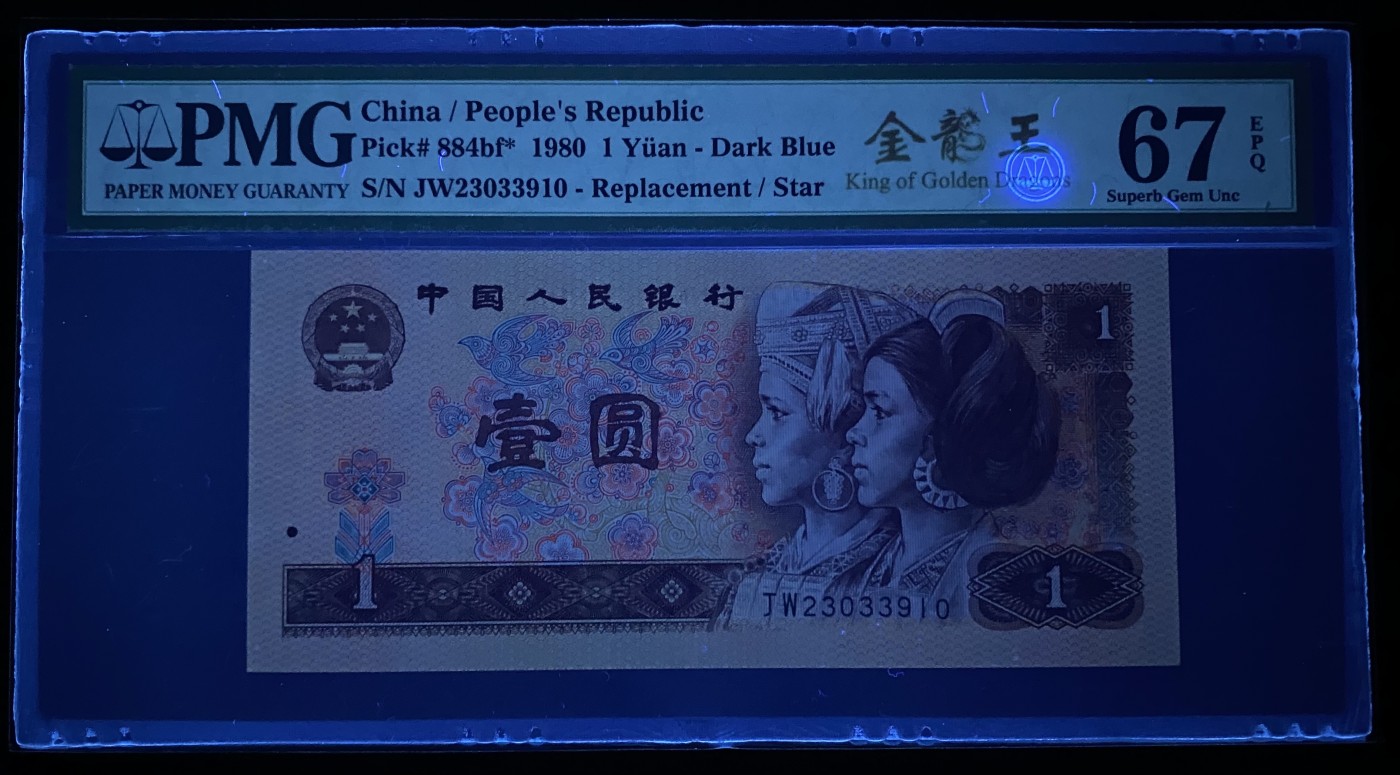 PMG
PAPER MONEY GUARANTY
China / People's Republic
Pick# 884bf* 1980 1 Yüan - Dark Blue
S/N JW23033910 - Replacement / Star
金龍王
King of Golden Dragons
67
EPQ
Superb Gem Unc
中国人民银行
1
壹圆
1
JW23033910
1